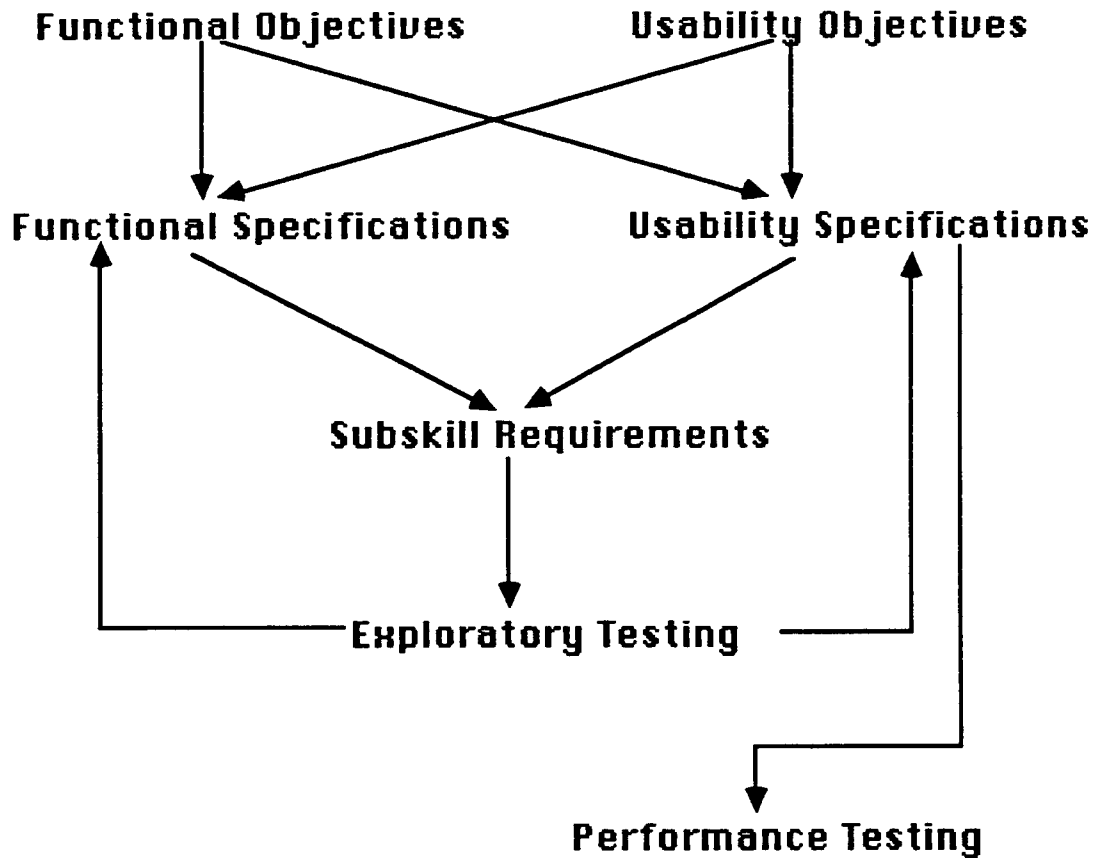 Functional Objectives
Usability Objectives
Functional Specifications
Usability Specifications
Subskill Requirements
Exploratory Testing
Performance Testing